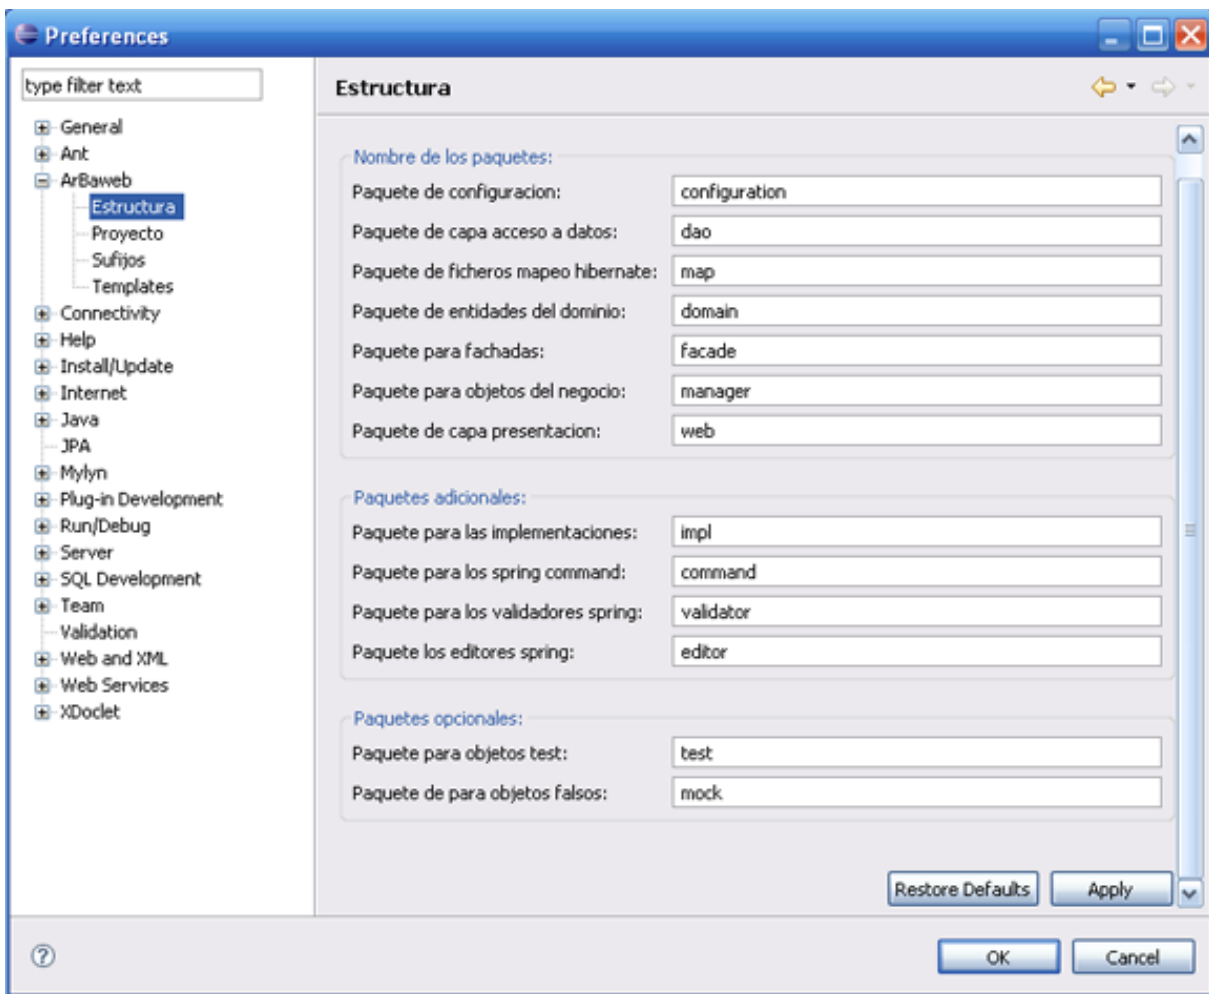 Preferences
type filter text
General
Ant
ArBaweb
Estructura
Proyecto
Sufijos
Templates
Connectivity
Help
Install/Update
Internet
Java
JPA
Mylyn
Plug-in Development
Run/Debug
Server
SQL Development
Team
Validation
Web and XML
Web Services
XDoclet
Estructura
Nombre de los paquetes:
Paquete de configuracion: configuration
Paquete de capa acceso a datos: dao
Paquete de ficheros mapeo hibernate: map
Paquete de entidades del dominio: domain
Paquete para fachadas: facade
Paquete para objetos del negocio: manager
Paquete de capa presentacion: web
Paquetes adicionales:
Paquete para las implementaciones: impl
Paquete para los spring command: command
Paquete para los validadores spring: validator
Paquete los editores spring: editor
Paquetes opcionales:
Paquete para objetos test: test
Paquete de para objetos falsos: mock
Restore Defaults Apply
? OK Cancel